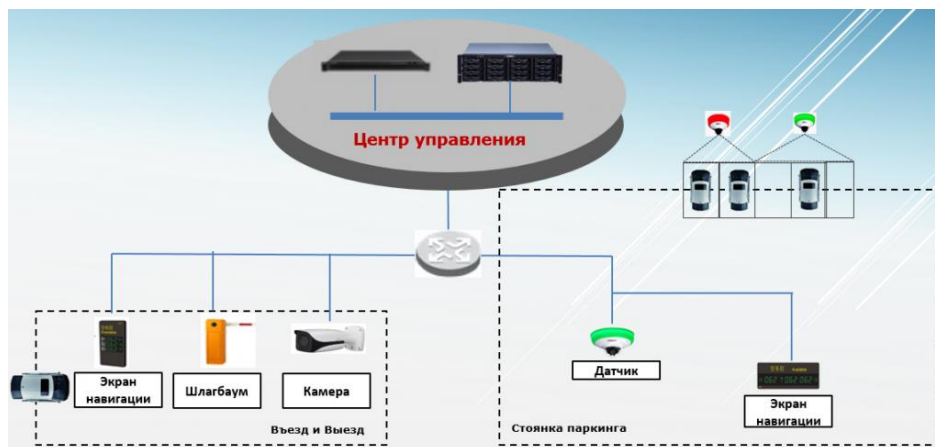 Центр управления
Экран
навигации
Шлагбаум
Камера
Въезд и Выезд
Датчик
Экран
навигации
Стоянка паркинга